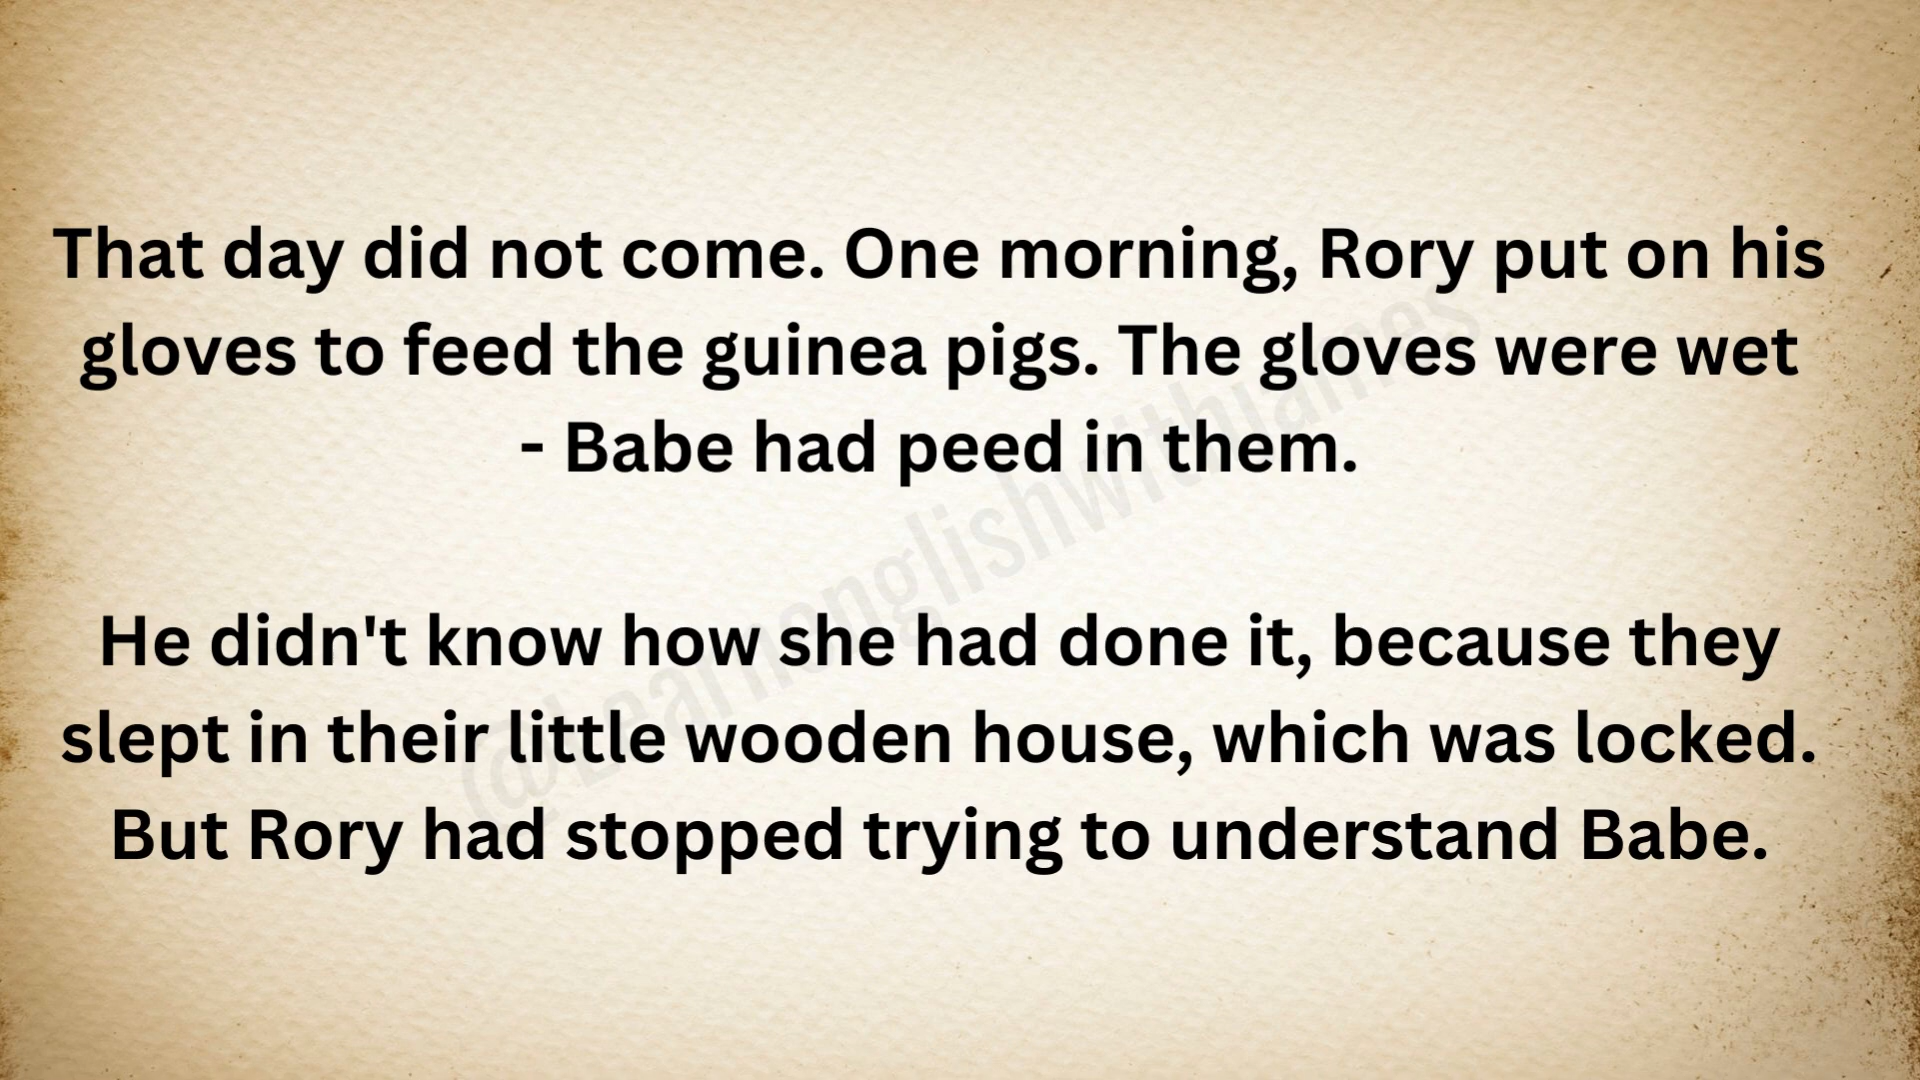 That day did not come. One morning, Rory put on his
gloves to feed the guinea pigs. The gloves were wet
- Babe had peed in them.
He didn't know how she had done it, because they
slept in their little wooden house, which was locked.
But Rory had stopped trying to understand Babe.
@Learnenglishwithjames